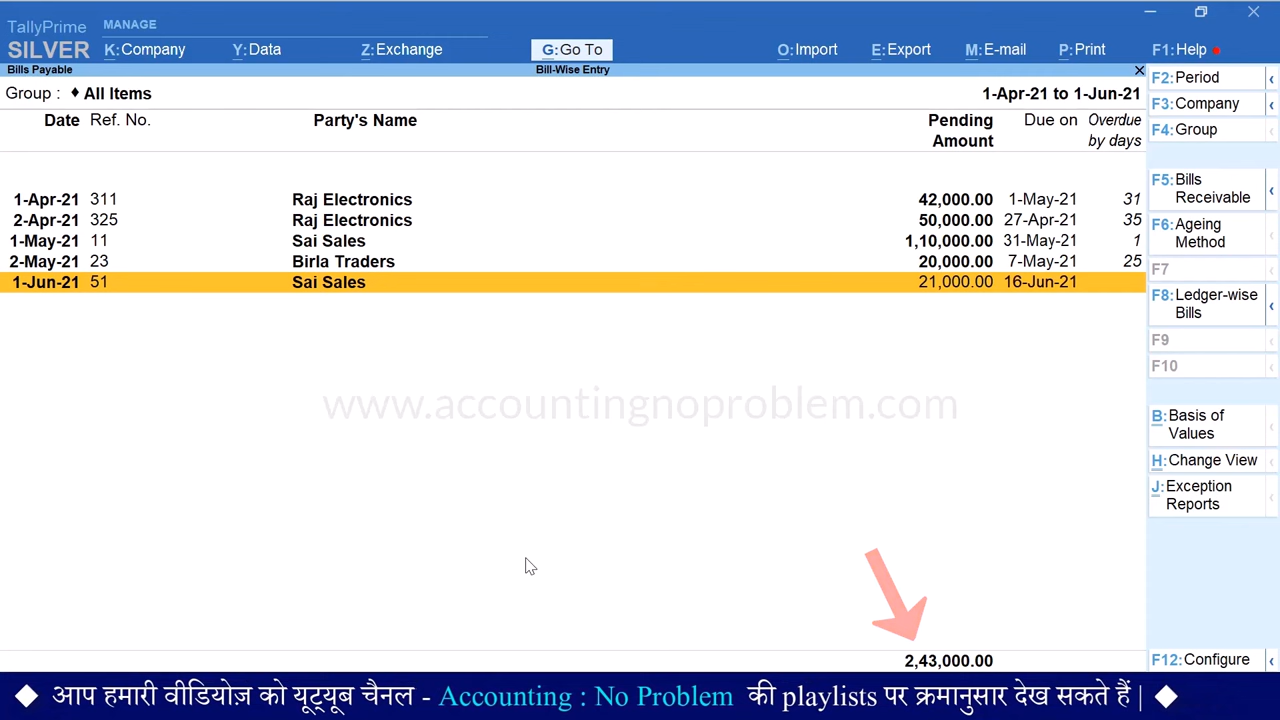 TallyPrime MANAGE
SILVER K:Company Y:Data Z:Exchange G:Go To O:Import E:Export M:E-mail P:Print F1:Help
Bills Payable Bill-Wise Entry
Group : ♦ All Items 1-Apr-21 to 1-Jun-21
Date Ref. No. Party's Name Pending Amount Due on Overdue by days
1-Apr-21 311 Raj Electronics 42,000.00 1-May-21 31
2-Apr-21 325 Raj Electronics 50,000.00 27-Apr-21 35
1-May-21 11 Sai Sales 1,10,000.00 31-May-21 1
2-May-21 23 Birla Traders 20,000.00 7-May-21 25
1-Jun-21 51 Sai Sales 21,000.00 16-Jun-21
2,43,000.00
F2:Period
F3:Company
F4:Group
F5:Bills
Receivable
F6:Ageing
Method
F7
F8:Ledger-wise
Bills
F9
F10
B:Basis of
Values
H:Change View
J:Exception
Reports
F12:Configure
www.accountingnoproblem.com
◆ आप हमारी वीडियोज़ को यूट्यूब चैनल - Accounting : No Problem की playlists पर क्रमानुसार देख सकते हैं | ◆